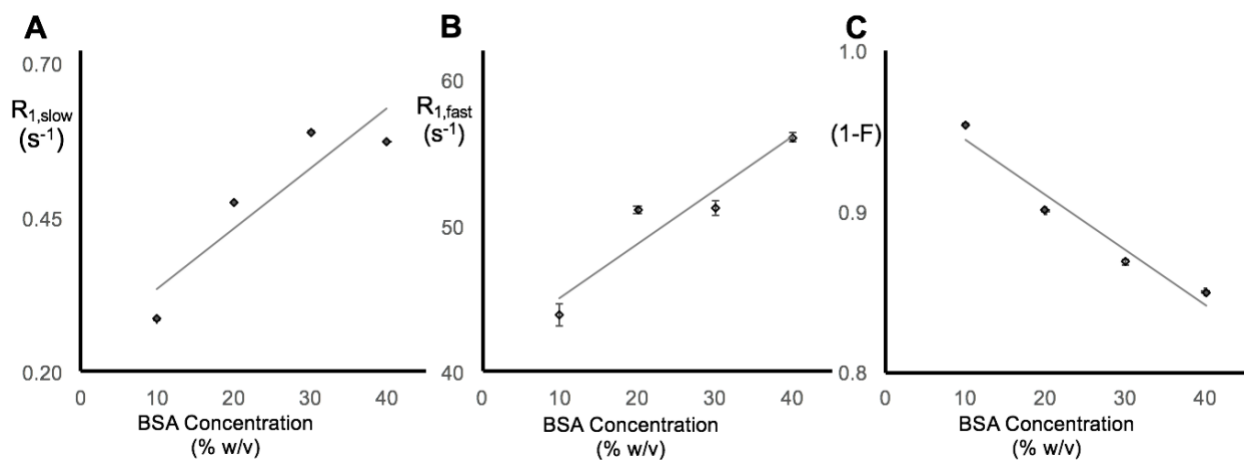 A
0.70
R1,slow
(s-1)
0.45
0.20
0
10
20
30
40
BSA Concentration
(% w/v)
B
60
R1,fast
(s-1)
50
40
0
10
20
30
40
BSA Concentration
(% w/v)
C
1.0
(1-F)
0.9
0.8
0
10
20
30
40
BSA Concentration
(% w/v)